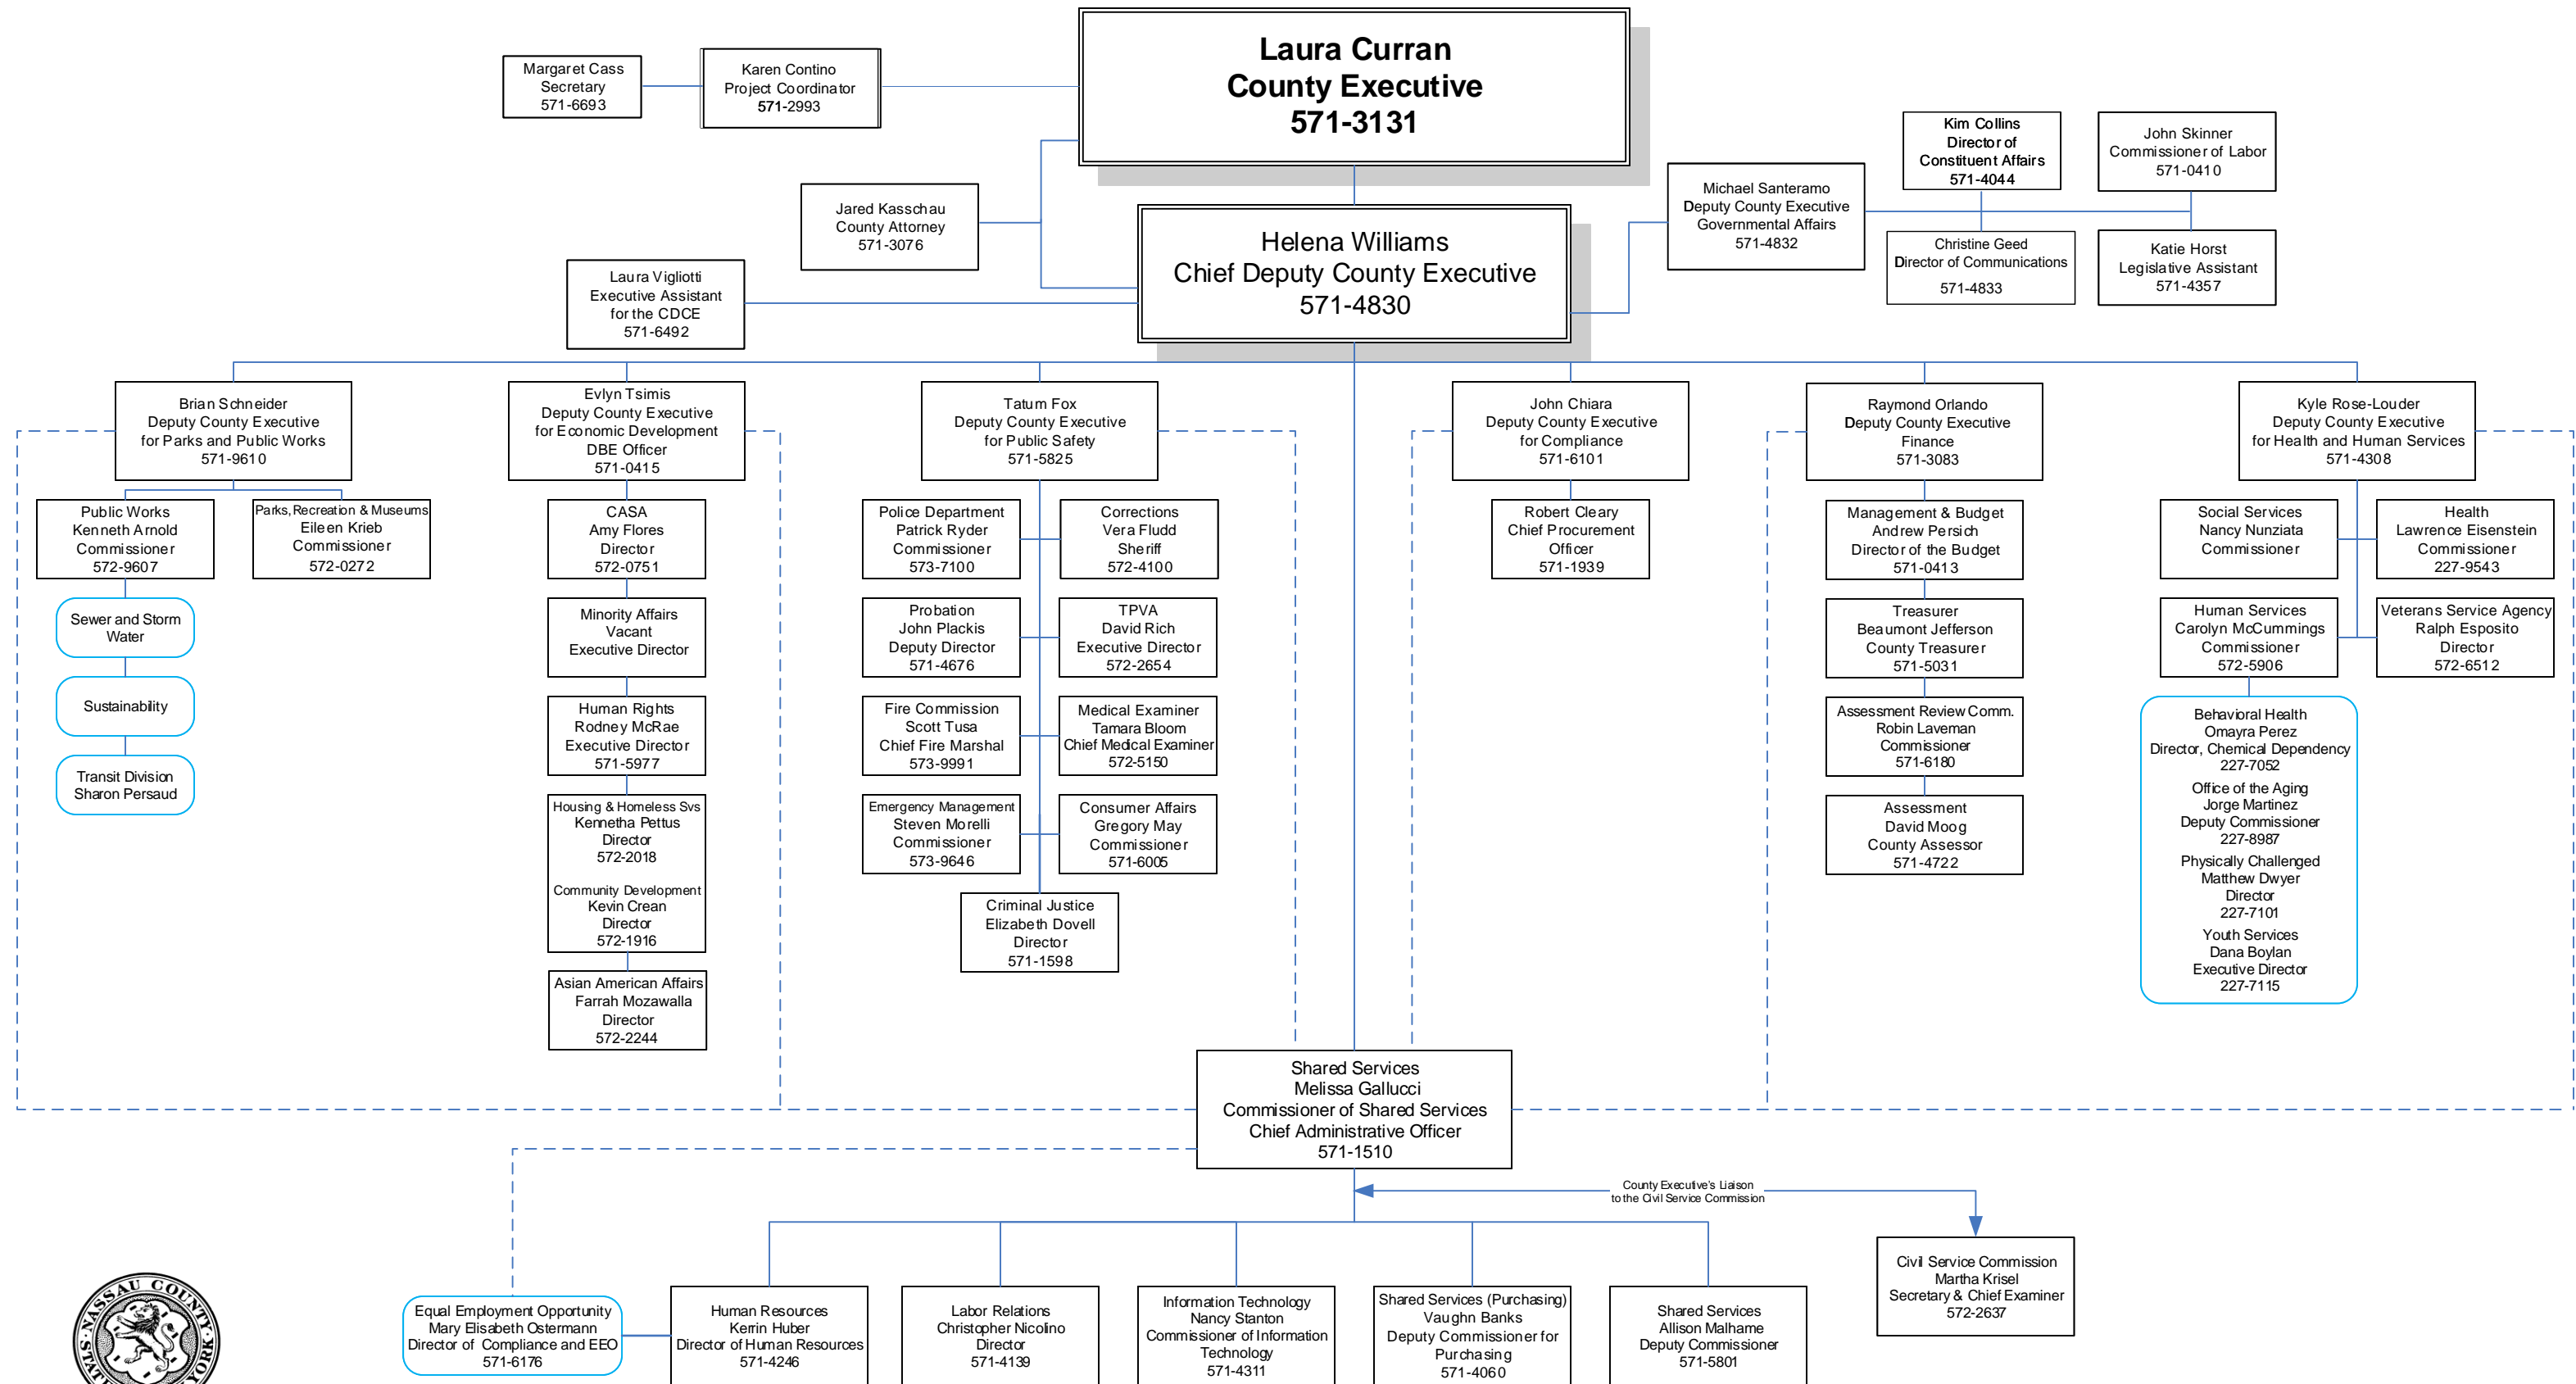 Laura Curran
County Executive
571-3131
Margaret Cass
Secretary
571-6693
Karen Contino
Project Coordinator
571-2993
Jared Kasschau
County Attorney
571-3076
Helena Williams
Chief Deputy County Executive
571-4830
Laura Vigliotti
Executive Assistant
for the CDCE
571-6492
Michael Santeramo
Deputy County Executive
Governmental Affairs
571-4832
Kim Collins
Director of
Constituent Affairs
571-4044
John Skinner
Commissioner of Labor
571-0410
Christine Geed
Director of Communications
571-4833
Katie Horst
Legislative Assistant
571-4357
Brian Schneider
Deputy County Executive
for Parks and Public Works
571-9610
Evlyn Tsimis
Deputy County Executive
for Economic Development
DBE Officer
571-0415
Tatum Fox
Deputy County Executive
for Public Safety
571-5825
John Chiara
Deputy County Executive
for Compliance
571-6101
Raymond Orlando
Deputy County Executive
Finance
571-3083
Kyle Rose-Louder
Deputy County Executive
for Health and Human Services
571-4308
Public Works
Kenneth Arnold
Commissioner
572-9607
Parks, Recreation & Museums
Eileen Krieb
Commissioner
572-0272
Sewer and Storm
Water
Sustainability
Transit Division
Sharon Persaud
CASA
Amy Flores
Director
572-0751
Minority Affairs
Vacant
Executive Director
Human Rights
Rodney McRae
Executive Director
571-5977
Housing & Homeless Svs
Kennetha Pettus
Director
572-2018
Community Development
Kevin Crean
Director
572-1916
Asian American Affairs
Farrah Mozawalla
Director
572-2244
Police Department
Patrick Ryder
Commissioner
573-7100
Corrections
Vera Fludd
Sheriff
572-4100
Probation
John Plackis
Deputy Director
571-4676
TPVA
David Rich
Executive Director
572-2654
Fire Commission
Scott Tusa
Chief Fire Marshal
573-9991
Medical Examiner
Tamara Bloom
Chief Medical Examiner
572-5150
Emergency Management
Steven Morelli
Commissioner
573-9646
Consumer Affairs
Gregory May
Commissioner
571-6005
Criminal Justice
Elizabeth Dovell
Director
571-1598
Robert Cleary
Chief Procurement
Officer
571-1939
Management & Budget
Andrew Persich
Director of the Budget
571-0413
Treasurer
Beaumont Jefferson
County Treasurer
571-5031
Assessment Review Comm.
Robin Laveman
Commissioner
571-6180
Assessment
David Moog
County Assessor
571-4722
Social Services
Nancy Nunziata
Commissioner
Health
Lawrence Eisenstein
Commissioner
227-9543
Human Services
Carolyn McCummings
Commissioner
572-5906
Veterans Service Agency
Ralph Esposito
Director
572-6512
Behavioral Health
Omayra Perez
Director, Chemical Dependency
227-7052
Office of the Aging
Jorge Martinez
Deputy Commissioner
227-8987
Physically Challenged
Matthew Dwyer
Director
227-7101
Youth Services
Dana Boylan
Executive Director
227-7115
Shared Services
Melissa Gallucci
Commissioner of Shared Services
Chief Administrative Officer
571-1510
County Executive's Liaison
to the Civil Service Commission
Civil Service Commission
Martha Krisel
Secretary & Chief Examiner
572-2637
Equal Employment Opportunity
Mary Elisabeth Ostermann
Director of Compliance and EEO
571-6176
Human Resources
Kerrin Huber
Director of Human Resources
571-4246
Labor Relations
Christopher Nicolino
Director
571-4139
Information Technology
Nancy Stanton
Commissioner of Information
Technology
571-4311
Shared Services (Purchasing)
Vaughn Banks
Deputy Commissioner for
Purchasing
571-4060
Shared Services
Allison Malhame
Deputy Commissioner
571-5801
NASSAU COUNTY